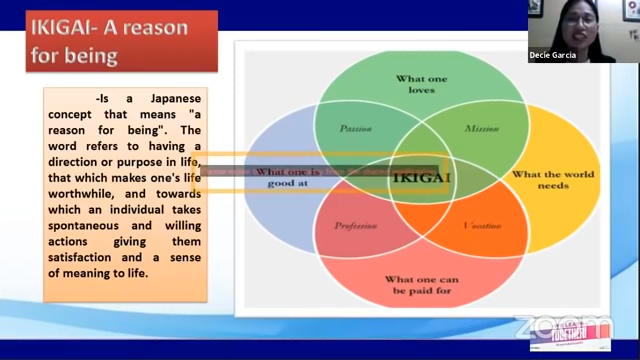 IKIGAI- A reason
for being
-Is a Japanese
concept that means "a
reason for being". The
word refers to having a
direction or purpose in life,
that which makes one's life
worthwhile, and towards
which an individual takes
spontaneous and willing
actions giving them
satisfaction and a sense
of meaning to life.
What one
loves
Passion
Mission
What one is
good at
IKIGAI
What the world
needs
Profession
Vocation
What one can
be paid for
Decie Garcia
zoom
TOGETHER!